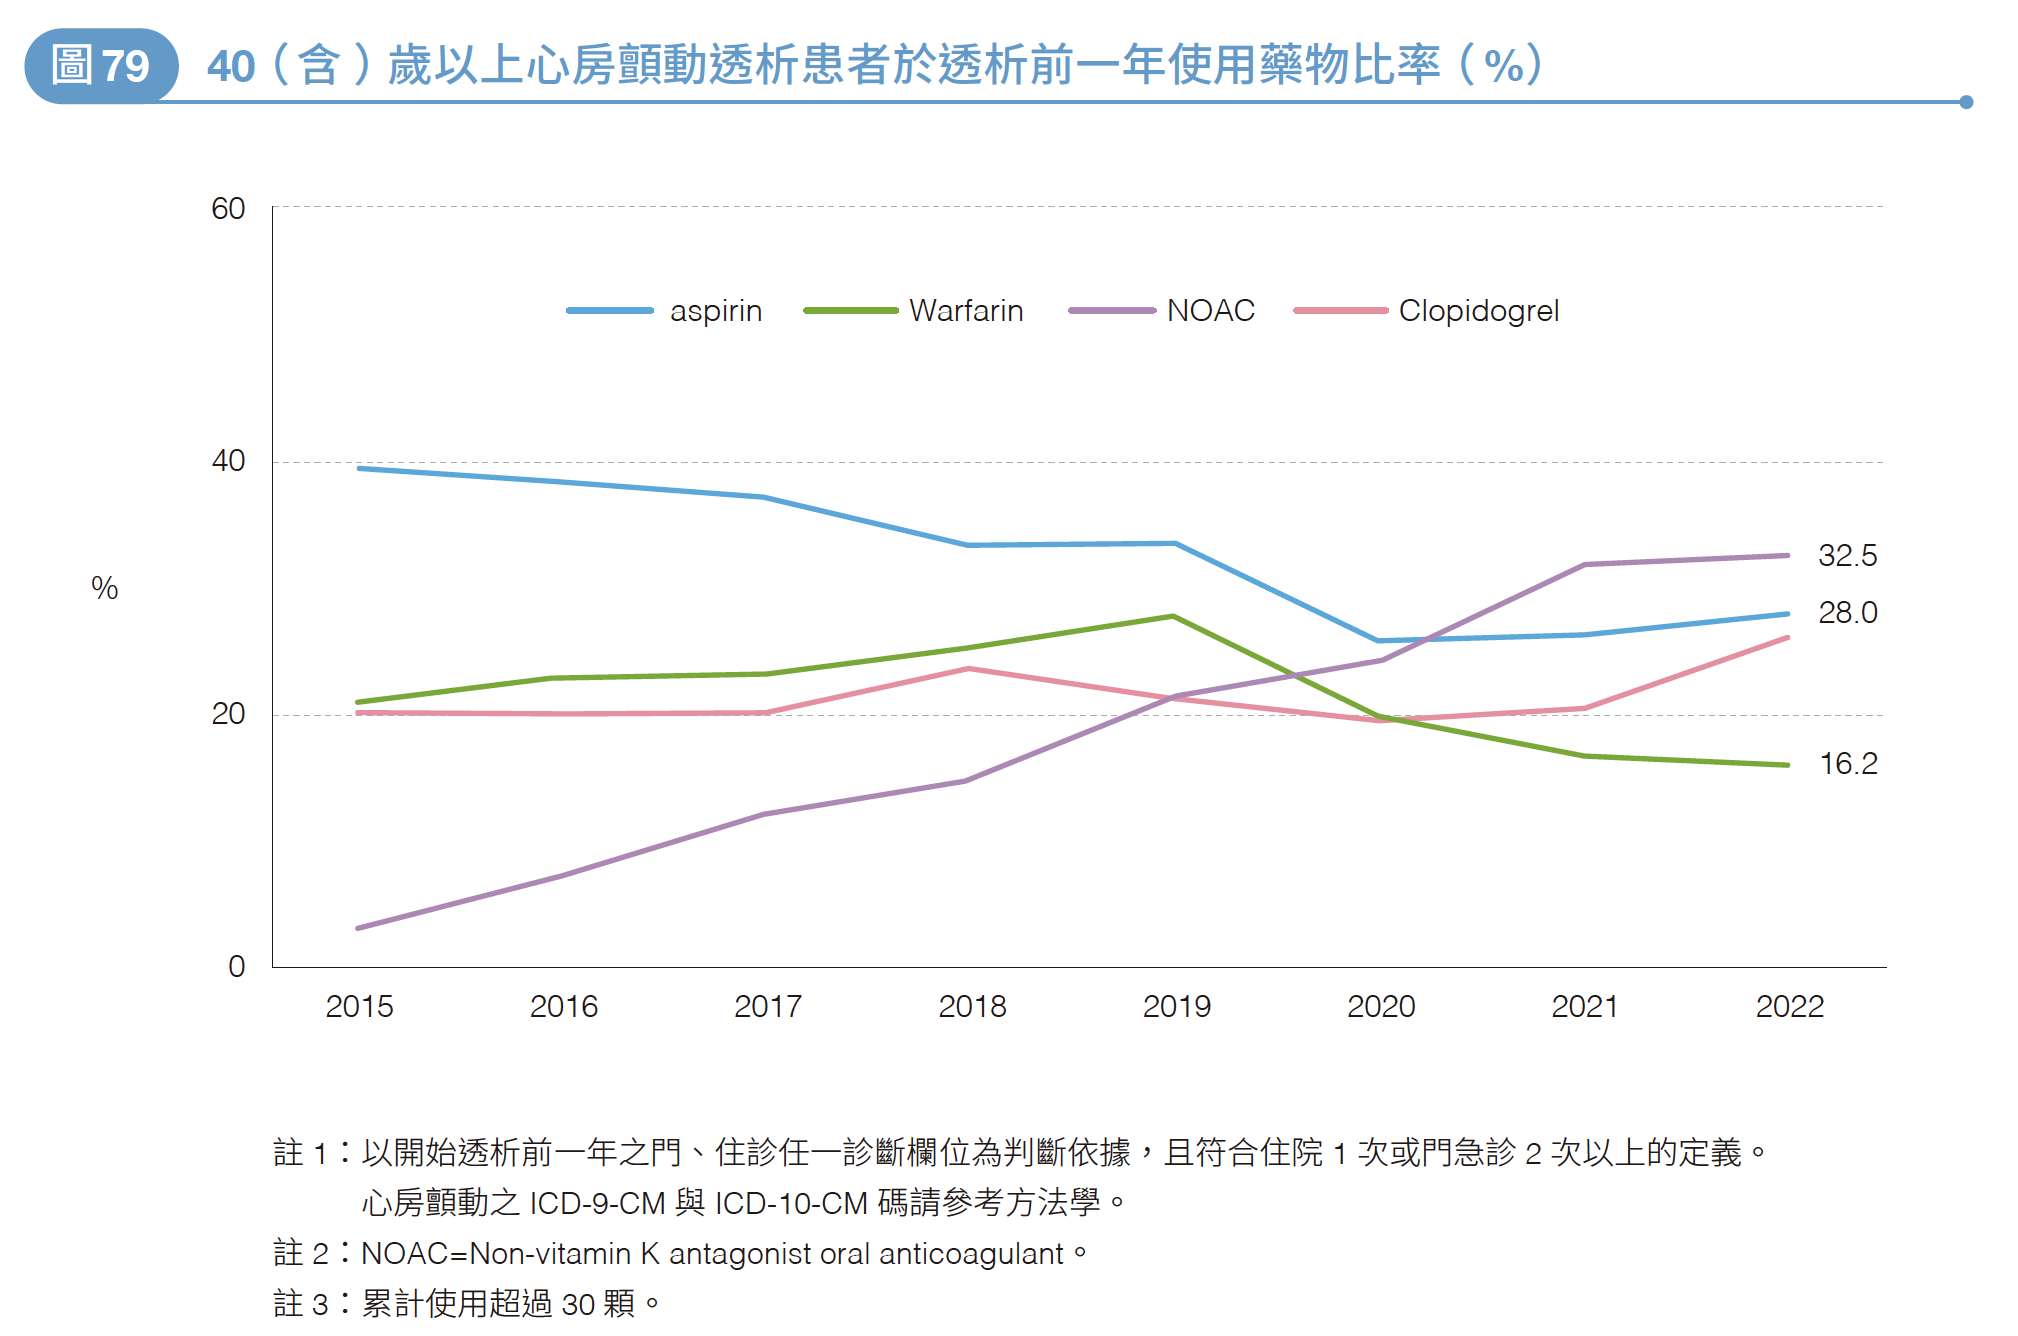 圖 79 40（含）歲以上心房顫動透析患者於透析前一年使用藥物比率（%）
60
aspirin Warfarin NOAC Clopidogrel
40
32.5
%
28.0
20
16.2
0
2015 2016 2017 2018 2019 2020 2021 2022
註 1：以開始透析前一年之門、住診任一診斷欄位為判斷依據，且符合住院 1 次或門急診 2 次以上的定義。
心房顫動之 ICD-9-CM 與 ICD-10-CM 碼請參考方法學。
註 2：NOAC=Non-vitamin K antagonist oral anticoagulant。
註 3：累計使用超過 30 顆。